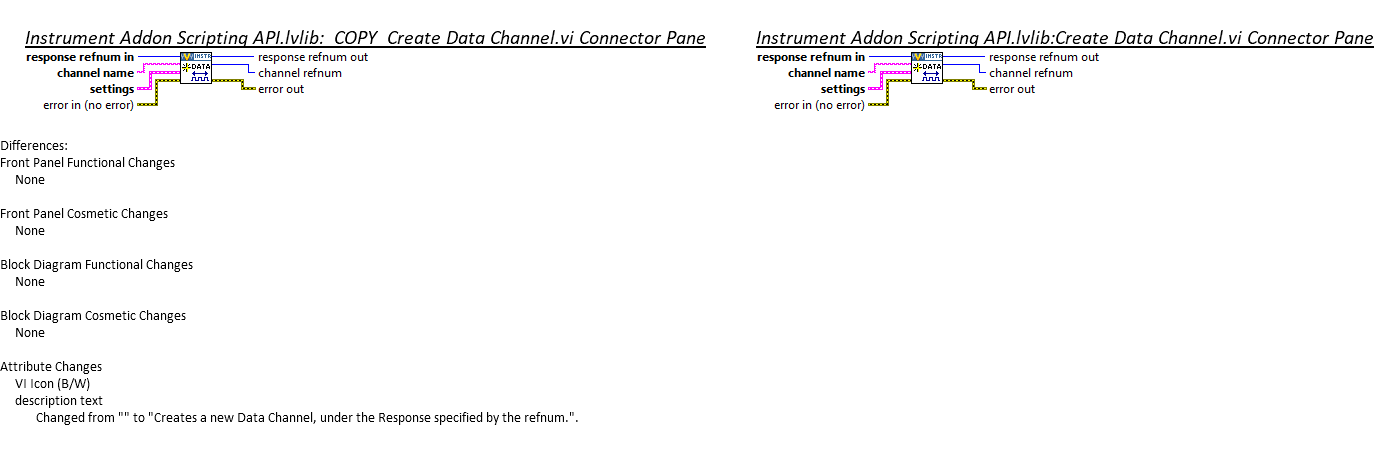 Instrument Addon Scripting API.lvlib:_COPY_Create Data Channel.vi Connector Pane
response refnum in
INSTR
response refnum out
channel name
DATA
channel refnum
settings
error out
error in (no error)
Instrument Addon Scripting API.lvlib:Create Data Channel.vi Connector Pane
response refnum in
INSTR
response refnum out
channel name
DATA
channel refnum
settings
error out
error in (no error)
Differences:
Front Panel Functional Changes
None
Front Panel Cosmetic Changes
None
Block Diagram Functional Changes
None
Block Diagram Cosmetic Changes
None
Attribute Changes
VI Icon (B/W)
description text
Changed from "" to "Creates a new Data Channel, under the Response specified by the refnum.".